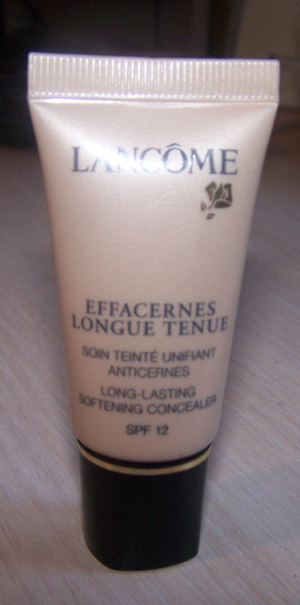 LANCÔME
EFFACERNES
LONGUE TENUE
SOIN TEINTÉ UNIFIANT
ANTICERNES
LONG-LASTING
SOFTENING CONCEALER
SPF 12